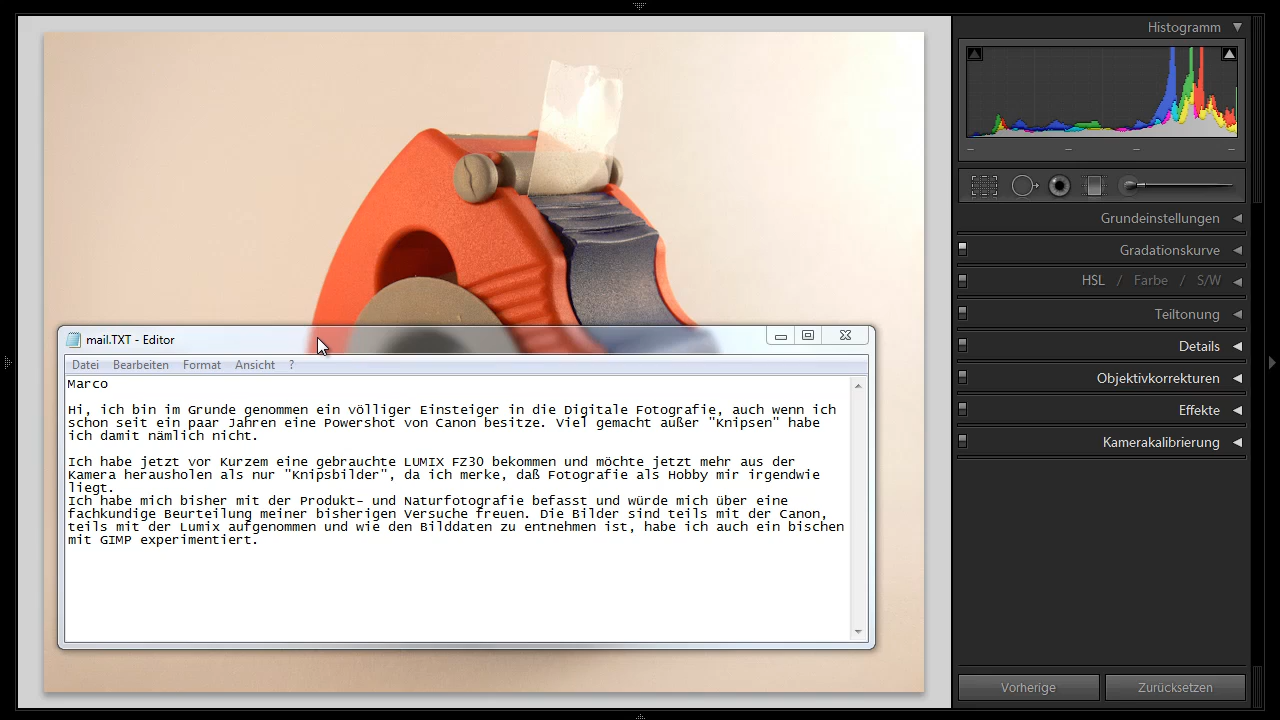 Histogramm
Grundeinstellungen
Gradationskurve
HSL / Farbe / S/W
Teiltonung
Details
Objektivkorrekturen
Effekte
Kamerakalibrierung
Vorherige
Zurücksetzen
mail.TXT - Editor
Datei Bearbeiten Format Ansicht ?
Marco
Hi, ich bin im Grunde genommen ein völliger Einsteiger in die Digitale Fotografie, auch wenn ich
schon seit ein paar Jahren eine Powershot von Canon besitze. Viel gemacht außer "Knipsen" habe
ich damit nämlich nicht.
Ich habe jetzt vor Kurzem eine gebrauchte LUMIX FZ30 bekommen und möchte jetzt mehr aus der
Kamera herausholen als nur "Knipsbilder", da ich merke, daß Fotografie als Hobby mir irgendwie
liegt.
Ich habe mich bisher mit der Produkt- und Naturfotografie befasst und würde mich über eine
fachkundige Beurteilung meiner bisherigen Versuche freuen. Die Bilder sind teils mit der Canon,
teils mit der Lumix aufgenommen und wie den Bilddaten zu entnehmen ist, habe ich auch ein bischen
mit GIMP experimentiert.